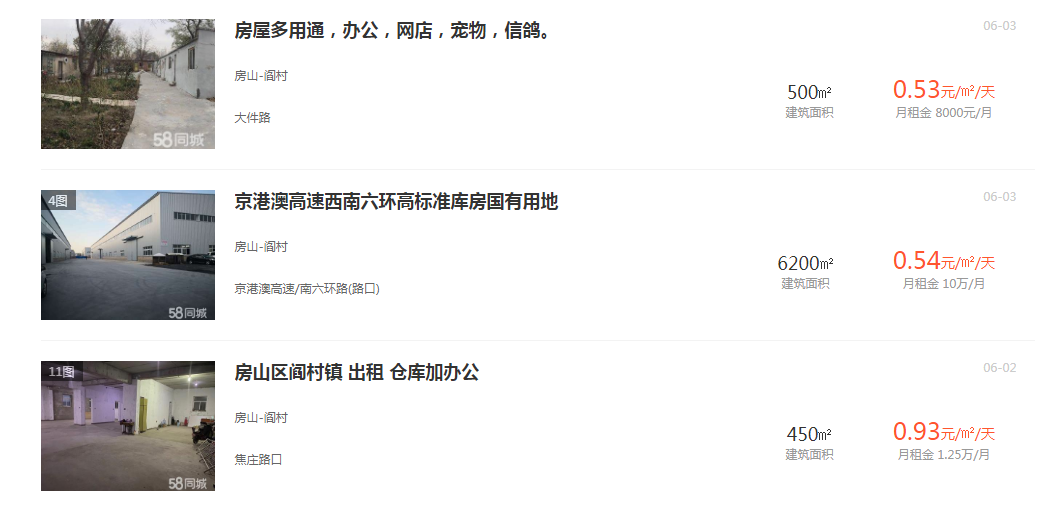 房屋多用通，办公，网店，宠物，信鸽。
06-03
房山-阎村
500㎡
0.53元/㎡/天
建筑面积
月租金 8000元/月
大件路
58同城
4图
京港澳高速西南六环高标准库房国有用地
06-03
房山-阎村
6200㎡
0.54元/㎡/天
建筑面积
月租金 10万/月
京港澳高速/南六环路(路口)
58同城
11图
房山区阎村镇 出租 仓库加办公
06-02
房山-阎村
450㎡
0.93元/㎡/天
建筑面积
月租金 1.25万/月
焦庄路口
58同城